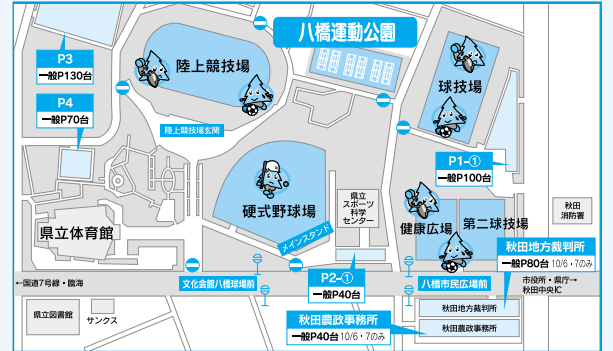 八橋運動公園
P3
一般P130台
陸上競技場
球技場
P4
一般P70台
陸上競技場玄関
P1-①
一般P100台
県立
スポーツ
科学
センター
硬式野球場
メインスタンド
健康広場
第二球技場
秋田
消防署
県立体育館
秋田地方裁判所
一般P80台 10/6・7のみ
P2-①
一般P40台
文化会館八橋球場前
八橋市民広場前
←国道7号線・臨海
市役所・県庁→
秋田中央IC
県立図書館
サンクス
秋田農政事務所
一般P40台 10/6・7のみ
秋田地方裁判所
秋田農政事務所